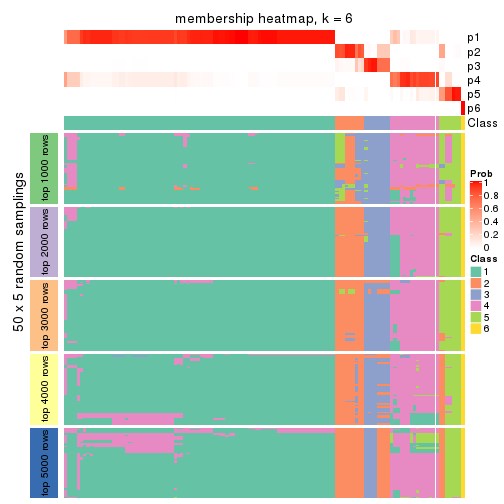 membership heatmap, k = 6
p1
p2
p3
p4
p5
p6
Class
50 x 5 random samplings
top 1000 rows
top 2000 rows
top 3000 rows
top 4000 rows
top 5000 rows
Prob
1
0.8
0.6
0.4
0.2
0
Class
1
2
3
4
5
6